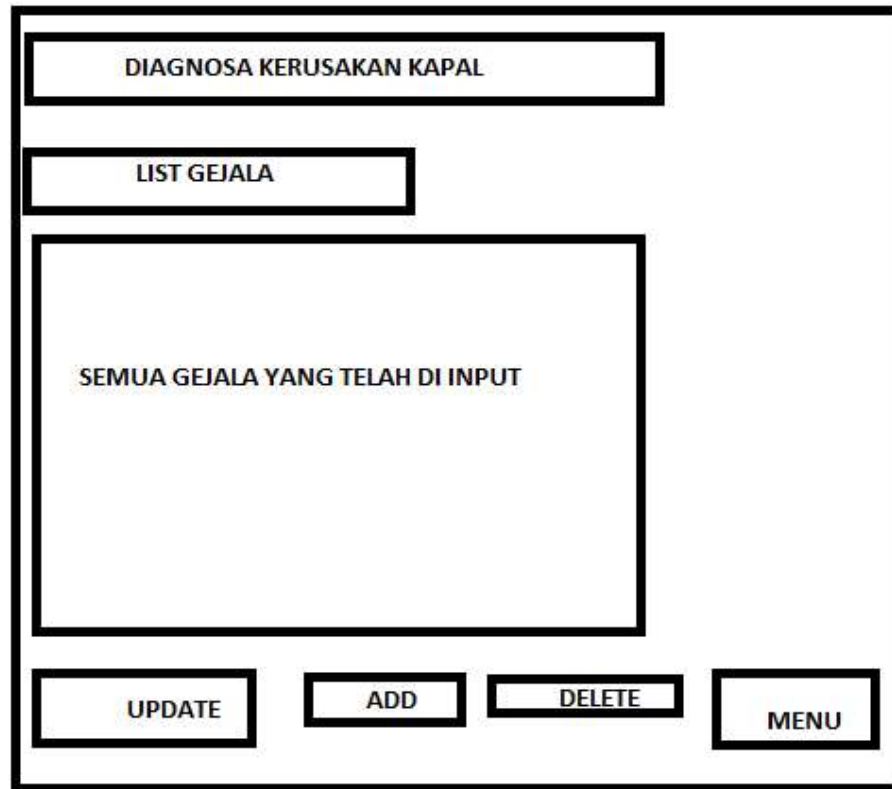 DIAGNOSA KERUSAKAN KAPAL
LIST GEJALA
SEMUA GEJALA YANG TELAH DI INPUT
UPDATE
ADD
DELETE
MENU